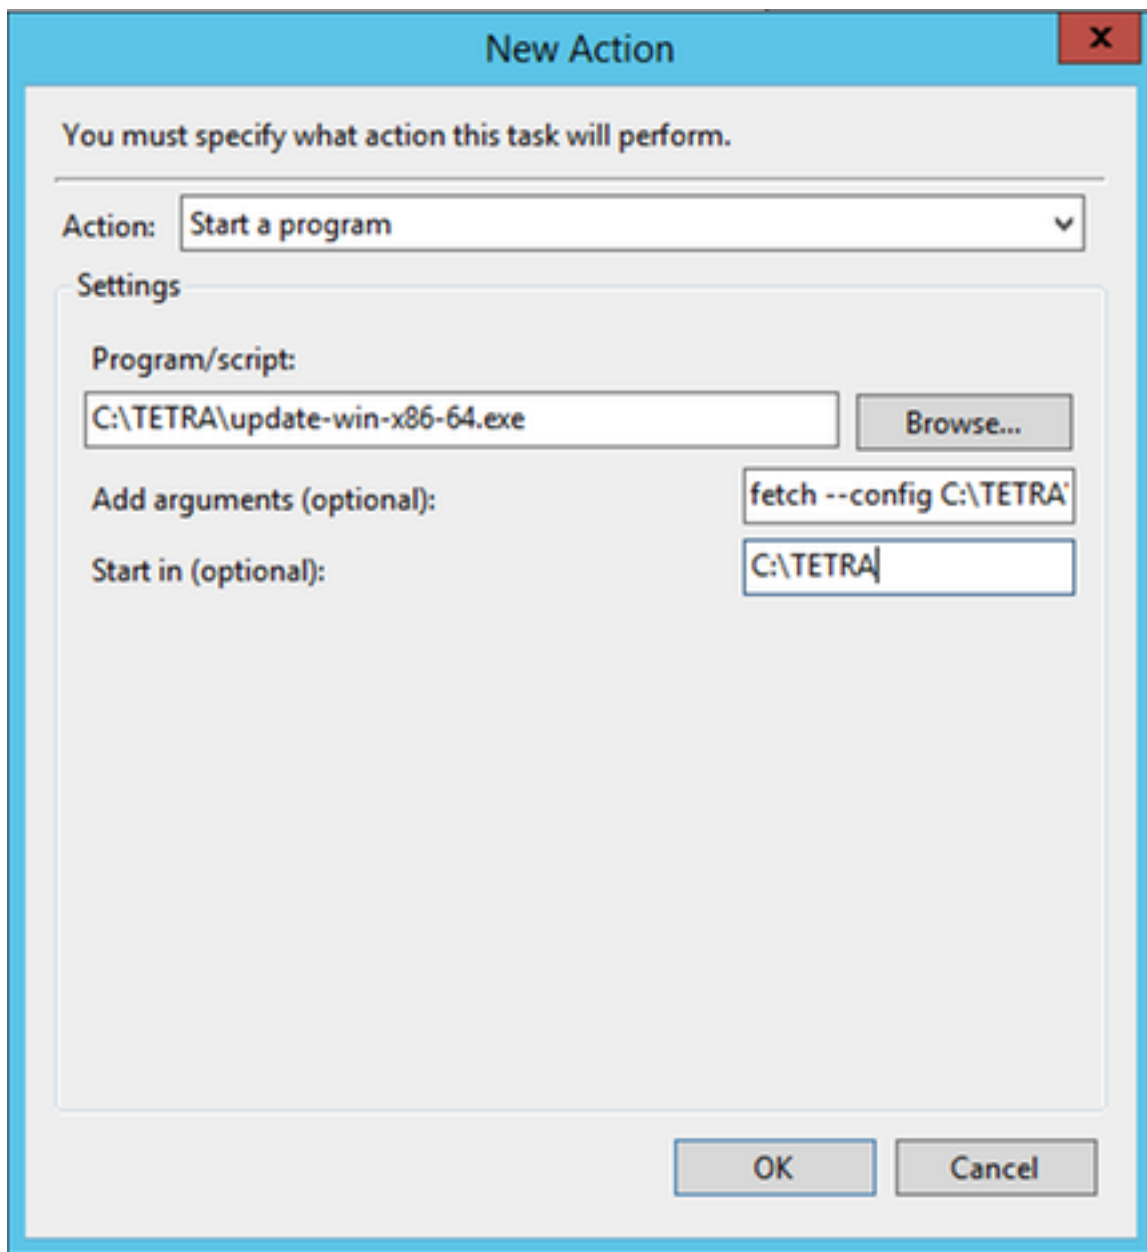 New Action
x
You must specify what action this task will perform.
Action: Start a program
Settings
Program/script:
C:\TETRA\update-win-x86-64.exe Browse...
Add arguments (optional): fetch --config C:\TETRA
Start in (optional): C:\TETRA
OK Cancel